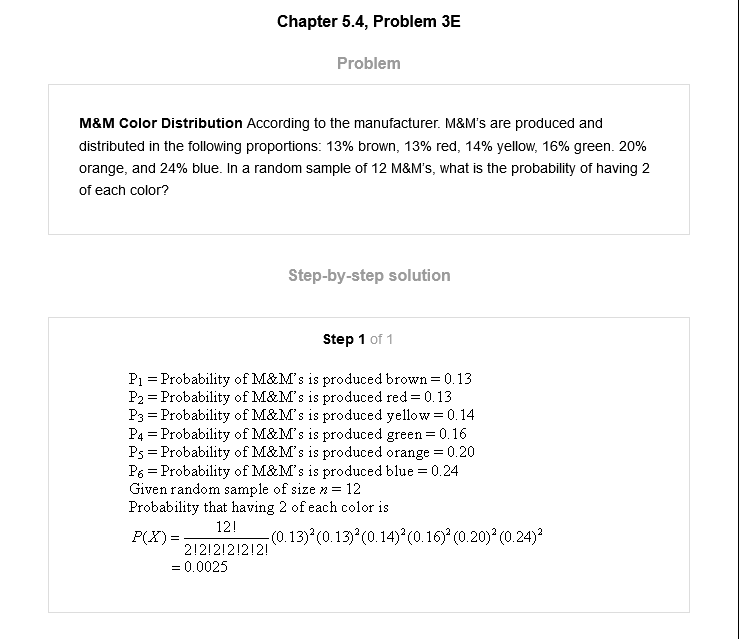 Chapter 5.4, Problem 3E
Problem
M&M Color Distribution According to the manufacturer. M&M's are produced and
distributed in the following proportions: 13% brown, 13% red, 14% yellow, 16% green. 20%
orange, and 24% blue. In a random sample of 12 M&M's, what is the probability of having 2
of each color?
Step-by-step solution
Step 1 of 1
P₁ = Probability of M&M's is produced brown = 0.13
P₂ = Probability of M&M's is produced red = 0.13
P₃ = Probability of M&M's is produced yellow = 0.14
P₄ = Probability of M&M's is produced green = 0.16
P₅ = Probability of M&M's is produced orange = 0.20
P₆ = Probability of M&M's is produced blue = 0.24
Given random sample of size n = 12
Probability that having 2 of each color is
P(X) = 12! / 2!2!2!2!2!2! (0.13)²(0.13)²(0.14)²(0.16)²(0.20)²(0.24)²
= 0.0025